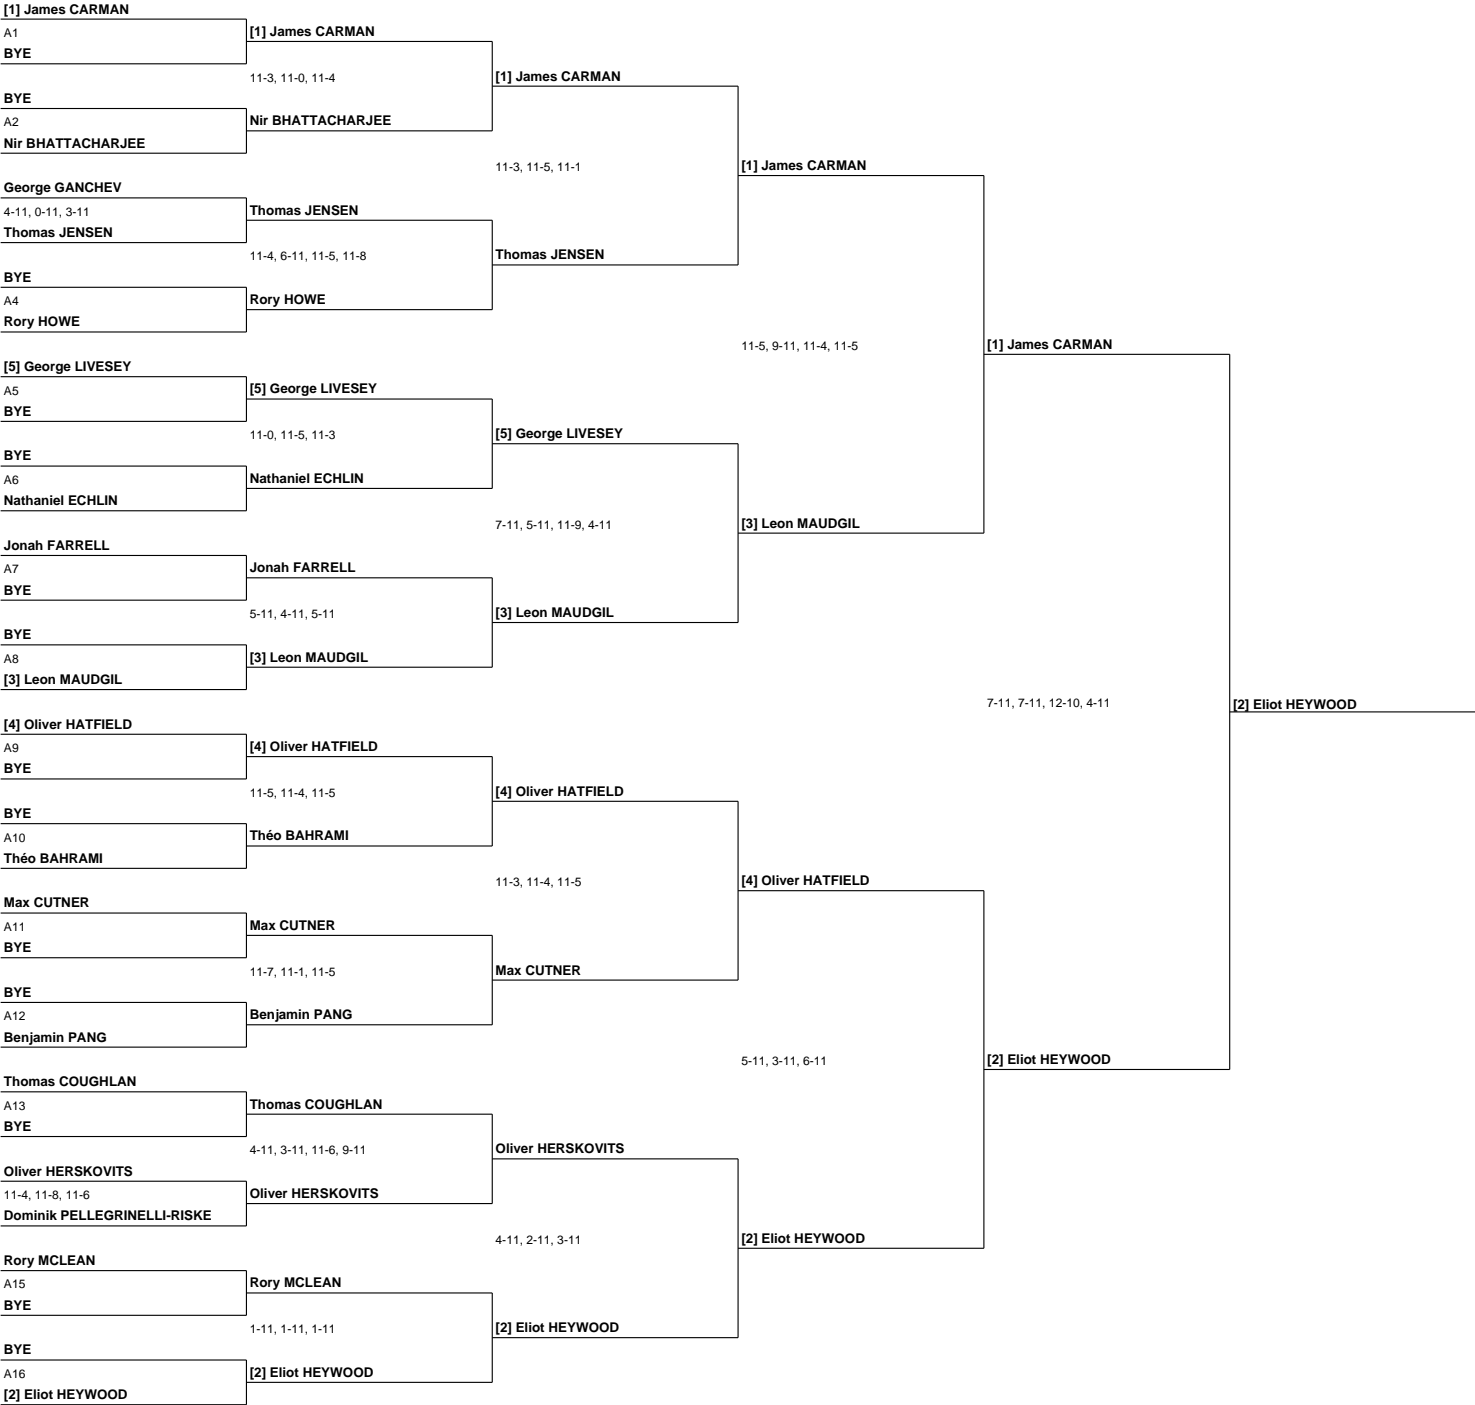 [1] James CARMAN
A1
BYE
BYE
A2
Nir BHATTACHARJEE
George GANCHEV
4-11, 0-11, 3-11
Thomas JENSEN
BYE
A4
Rory HOWE
[5] George LIVESEY
A5
BYE
BYE
A6
Nathaniel ECHLIN
Jonah FARRELL
A7
BYE
BYE
A8
[3] Leon MAUDGIL
[4] Oliver HATFIELD
A9
BYE
BYE
A10
Théo BAHRAMI
Max CUTNER
A11
BYE
BYE
A12
Benjamin PANG
Thomas COUGHLAN
A13
BYE
Oliver HERSKOVITS
11-4, 11-8, 11-6
Dominik PELLEGRINELLI-RISKE
Rory MCLEAN
A15
BYE
BYE
A16
[2] Eliot HEYWOOD
[1] James CARMAN
11-3, 11-0, 11-4
Nir BHATTACHARJEE
Thomas JENSEN
11-4, 6-11, 11-5, 11-8
Rory HOWE
[5] George LIVESEY
11-0, 11-5, 11-3
Nathaniel ECHLIN
Jonah FARRELL
5-11, 4-11, 5-11
[3] Leon MAUDGIL
[4] Oliver HATFIELD
11-5, 11-4, 11-5
Théo BAHRAMI
Max CUTNER
11-7, 11-1, 11-5
Benjamin PANG
Thomas COUGHLAN
4-11, 3-11, 11-6, 9-11
Oliver HERSKOVITS
Rory MCLEAN
1-11, 1-11, 1-11
[2] Eliot HEYWOOD
[1] James CARMAN
11-3, 11-5, 11-1
Thomas JENSEN
[5] George LIVESEY
7-11, 5-11, 11-9, 4-11
[3] Leon MAUDGIL
[4] Oliver HATFIELD
11-3, 11-4, 11-5
Max CUTNER
Oliver HERSKOVITS
4-11, 2-11, 3-11
[2] Eliot HEYWOOD
[1] James CARMAN
11-5, 9-11, 11-4, 11-5
[3] Leon MAUDGIL
[4] Oliver HATFIELD
5-11, 3-11, 6-11
[2] Eliot HEYWOOD
[1] James CARMAN
7-11, 7-11, 12-10, 4-11
[2] Eliot HEYWOOD
[2] Eliot HEYWOOD